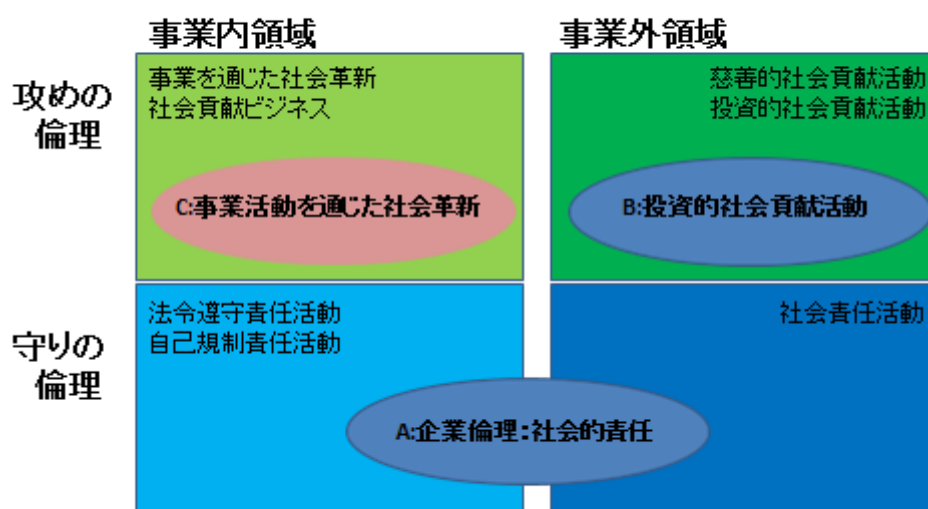 事業内領域
事業外領域
攻めの
倫理
事業を通じた社会革新
社会貢献ビジネス
慈善的社会貢献活動
投資的社会貢献活動
C:事業活動を通じた社会革新
B:投資的社会貢献活動
守りの
倫理
法令遵守責任活動
自己規制責任活動
社会責任活動
A:企業倫理:社会的責任